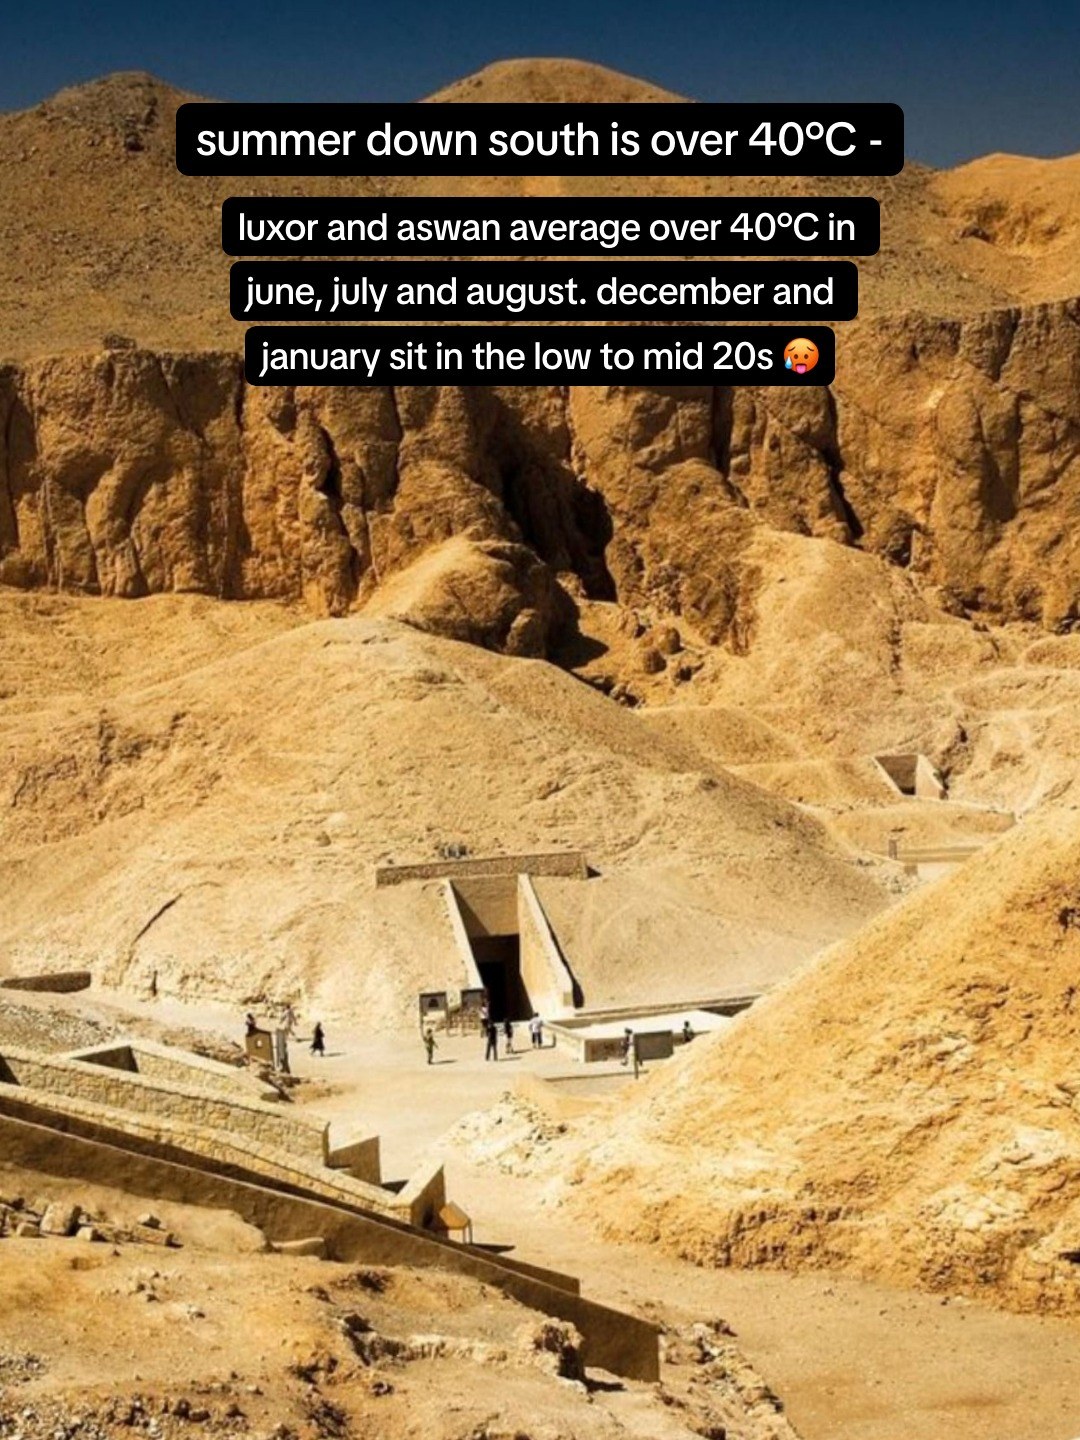 summer down south is over 40°C -
luxor and aswan average over 40°C in
june, july and august. december and
january sit in the low to mid 20s 🥵